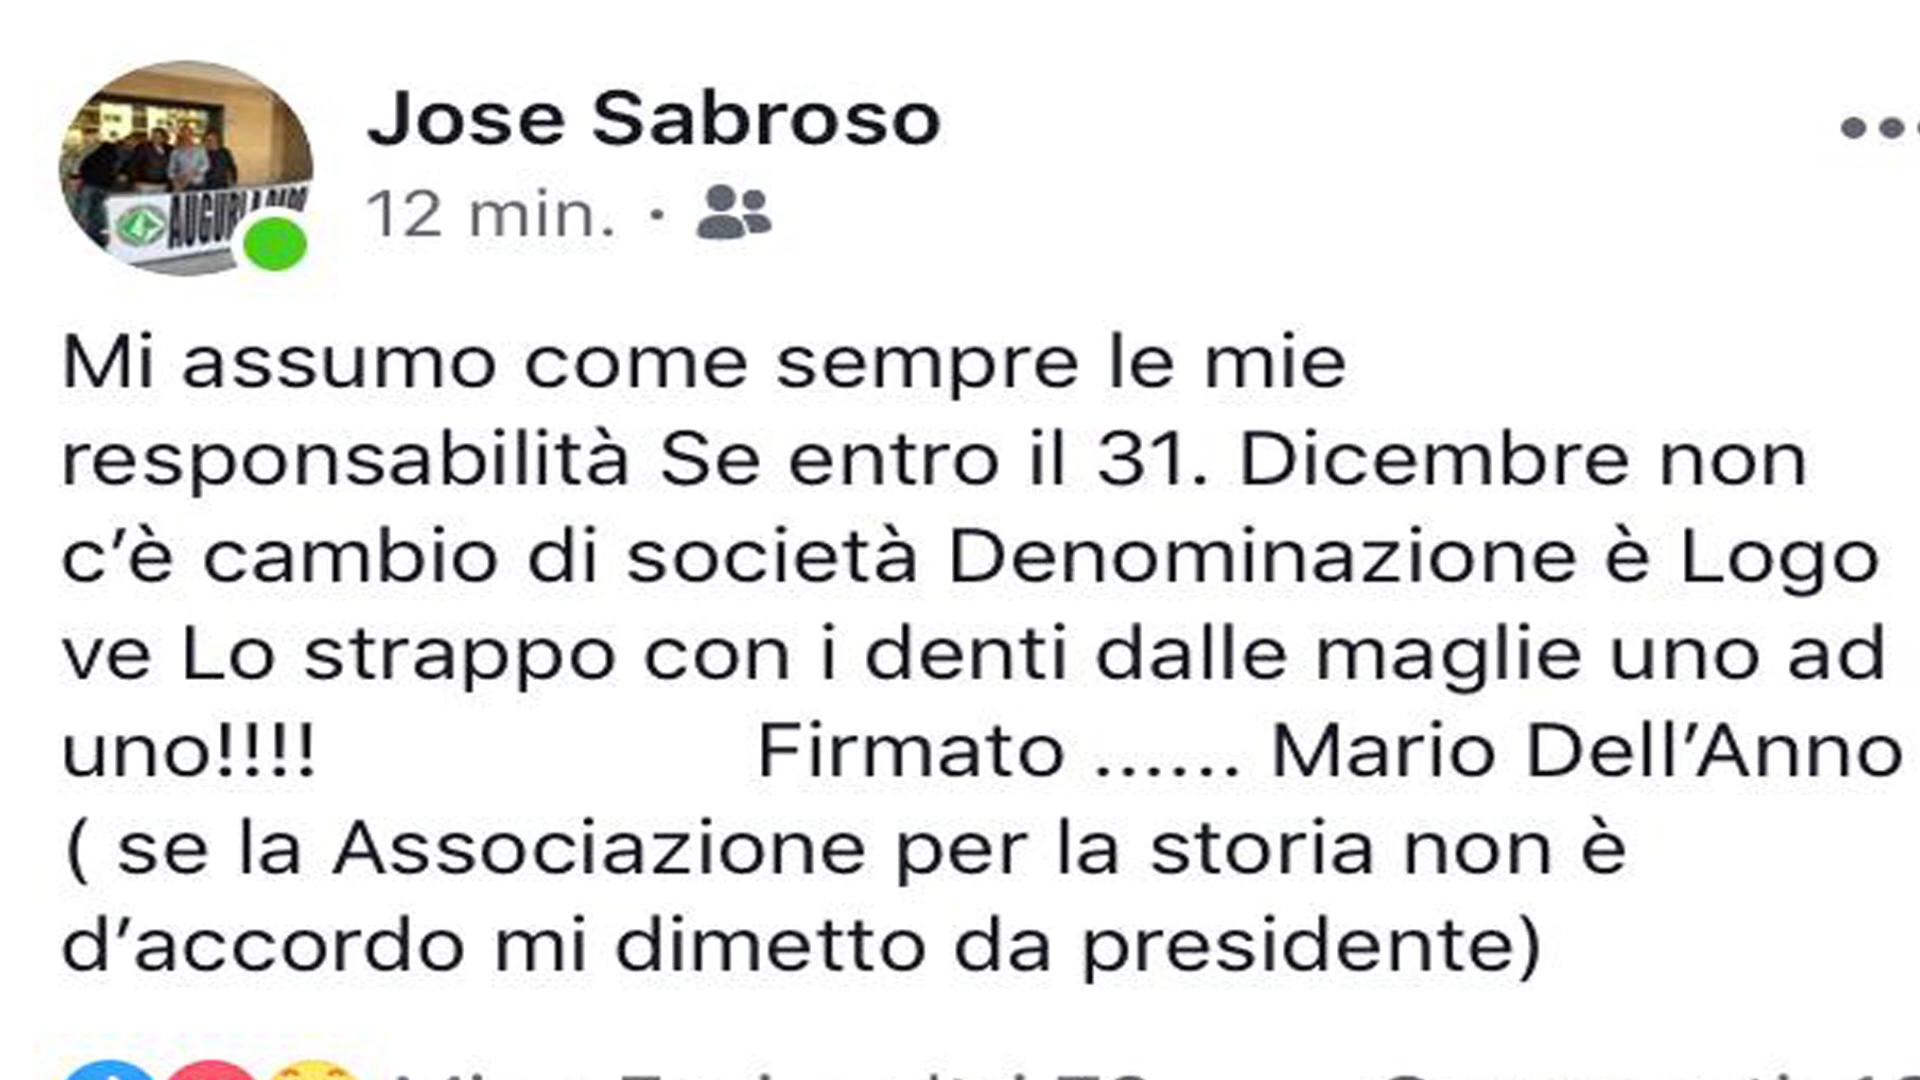 Jose Sabroso
12 min. ·
Mi assumo come sempre le mie
responsabilità Se entro il 31. Dicembre non
c'è cambio di società Denominazione è Logo
ve Lo strappo con i denti dalle maglie uno ad
uno!!!! Firmato ...... Mario Dell'Anno
( se la Associazione per la storia non è
d'accordo mi dimetto da presidente)
AUGURI A